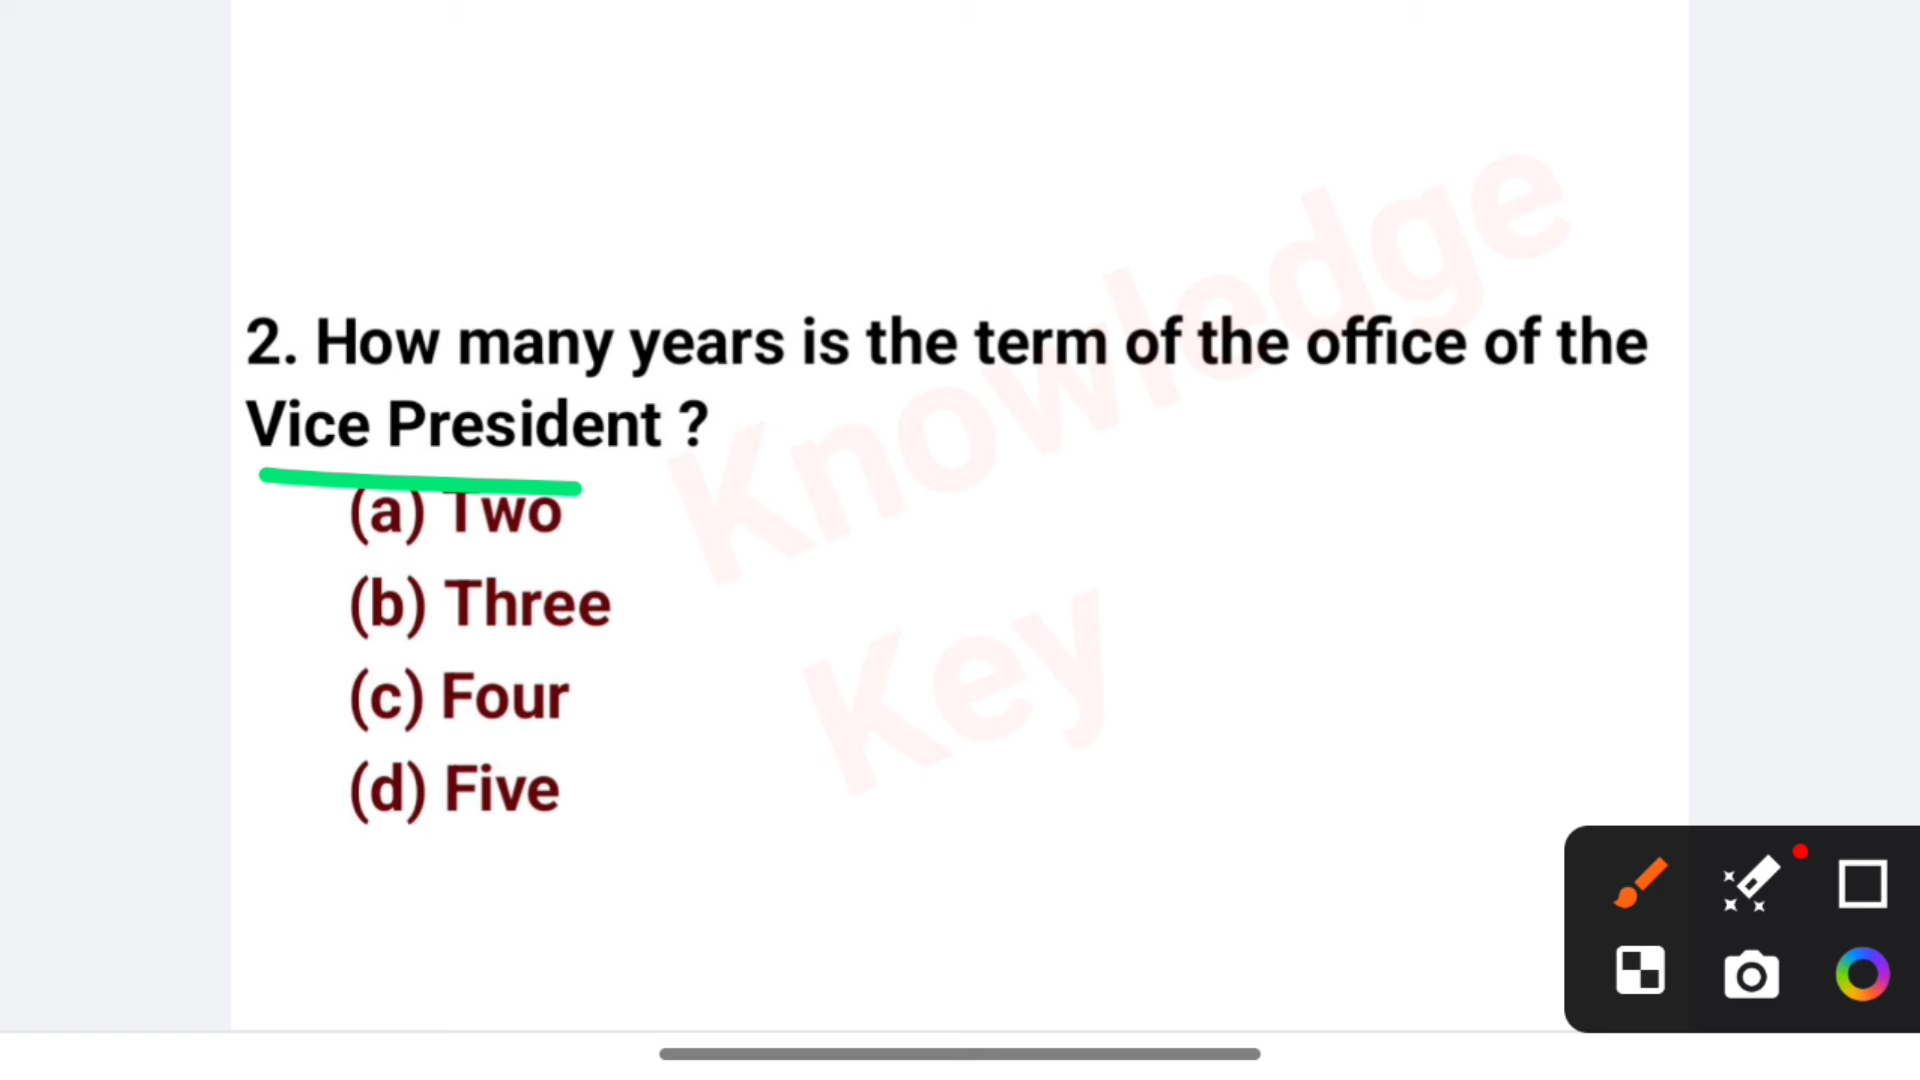 2. How many years is the term of the office of the
Vice President ?
(a) Two
(b) Three
(c) Four
(d) Five
Knowledge
Key